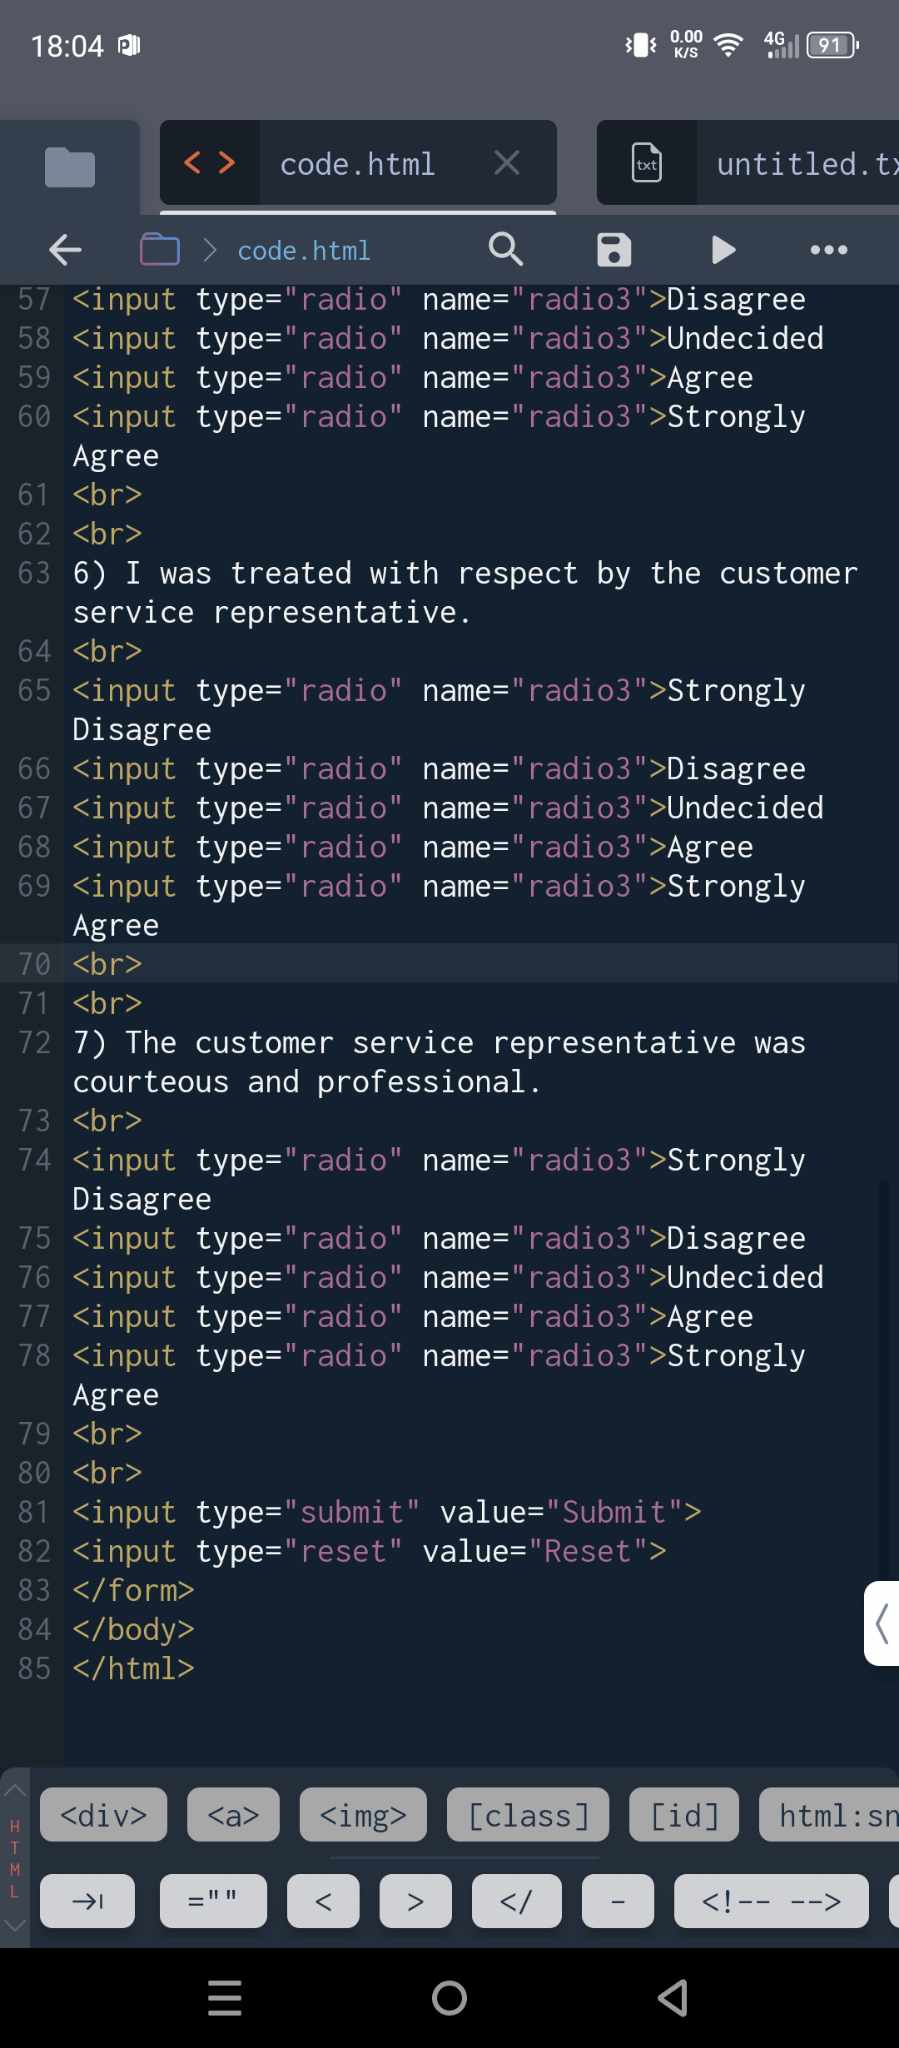 18:04
0.00
K/S
4G
91
code.html
txt
untitled.tx
code.html
57 <input type="radio" name="radio3">Disagree
58 <input type="radio" name="radio3">Undecided
59 <input type="radio" name="radio3">Agree
60 <input type="radio" name="radio3">Strongly
Agree
61 <br>
62 <br>
63 6) I was treated with respect by the customer
service representative.
64 <br>
65 <input type="radio" name="radio3">Strongly
Disagree
66 <input type="radio" name="radio3">Disagree
67 <input type="radio" name="radio3">Undecided
68 <input type="radio" name="radio3">Agree
69 <input type="radio" name="radio3">Strongly
Agree
70 <br>
71 <br>
72 7) The customer service representative was
courteous and professional.
73 <br>
74 <input type="radio" name="radio3">Strongly
Disagree
75 <input type="radio" name="radio3">Disagree
76 <input type="radio" name="radio3">Undecided
77 <input type="radio" name="radio3">Agree
78 <input type="radio" name="radio3">Strongly
Agree
79 <br>
80 <br>
81 <input type="submit" value="Submit">
82 <input type="reset" value="Reset">
83 </form>
84 </body>
85 </html>
HTML
<div> <a> <img> [class] [id] html:sn
="" < > </ - <!-- -->